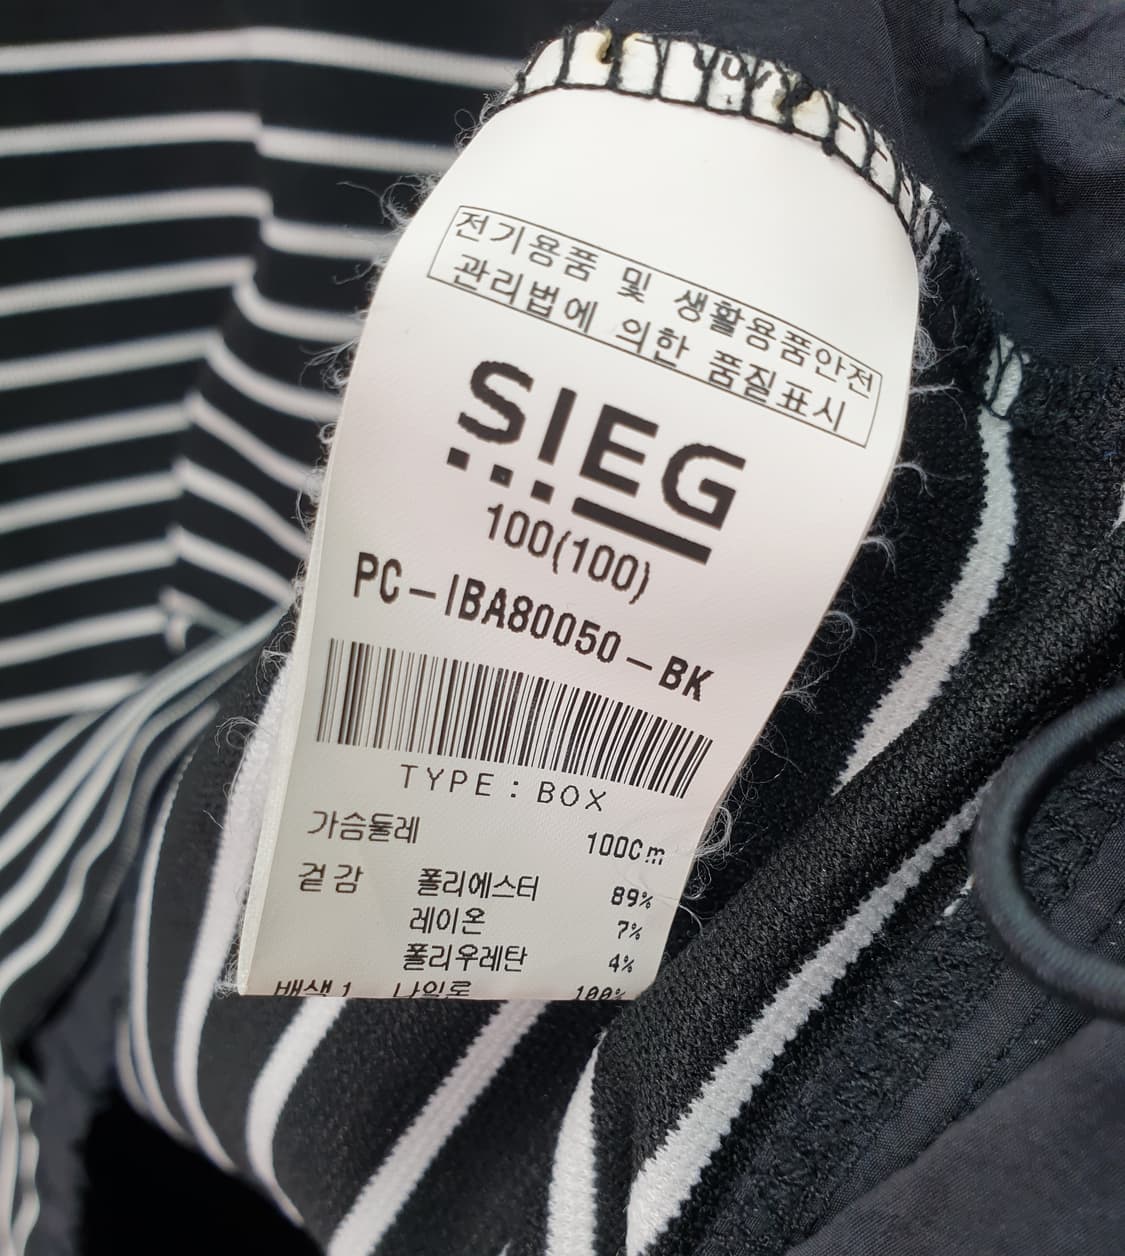 전기용품 및 생활용품안전
관리법에 의한 품질표시
SIEG
100(100)
PC-IBA80050-BK
TYPE : BOX
가슴둘레 100Cm
겉감 폴리에스터 89%
레이온 7%
폴리우레탄 4%
배색1 나일론 100%